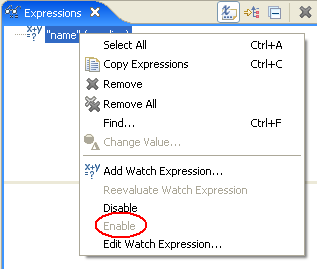 Expressions
x+y
=?
"name"
Select All Ctrl+A
Copy Expressions Ctrl+C
Remove
Remove All
Find... Ctrl+F
Change Value...
x+y
=?
Add Watch Expression...
Reevaluate Watch Expression
Disable
Enable
Edit Watch Expression...